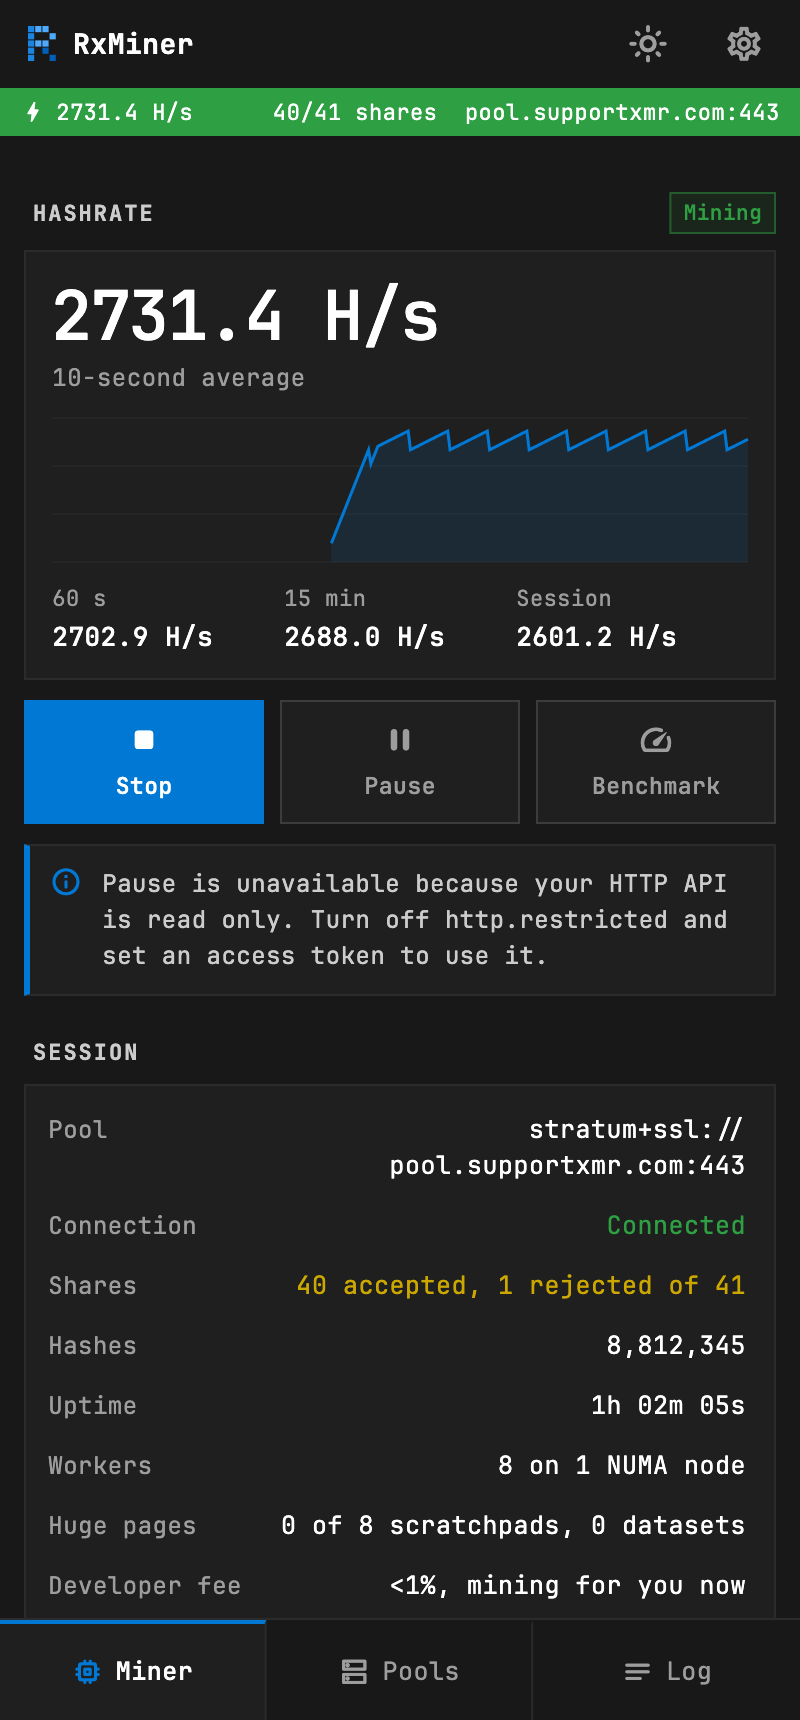 RxMiner
2731.4 H/s 40/41 shares pool.supportxmr.com:443
HASHRATE
Mining
2731.4 H/s
10-second average
60 s 15 min Session
2702.9 H/s 2688.0 H/s 2601.2 H/s
Stop Pause Benchmark
Pause is unavailable because your HTTP API
is read only. Turn off http.restricted and
set an access token to use it.
SESSION
Pool stratum+ssl://
pool.supportxmr.com:443
Connection Connected
Shares 40 accepted, 1 rejected of 41
Hashes 8,812,345
Uptime 1h 02m 05s
Workers 8 on 1 NUMA node
Huge pages 0 of 8 scratchpads, 0 datasets
Developer fee <1%, mining for you now
Miner Pools Log